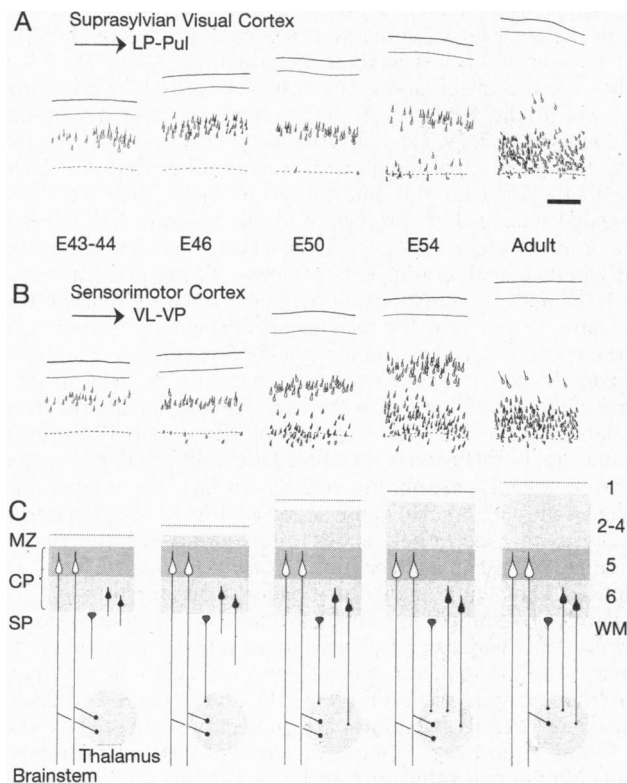 A
Suprasylvian Visual Cortex
LP-Pul
E43-44 E46 E50 E54 Adult
B
Sensorimotor Cortex
VL-VP
C
1
MZ
2-4
CP
5
6
SP
WM
Thalamus
Brainstem